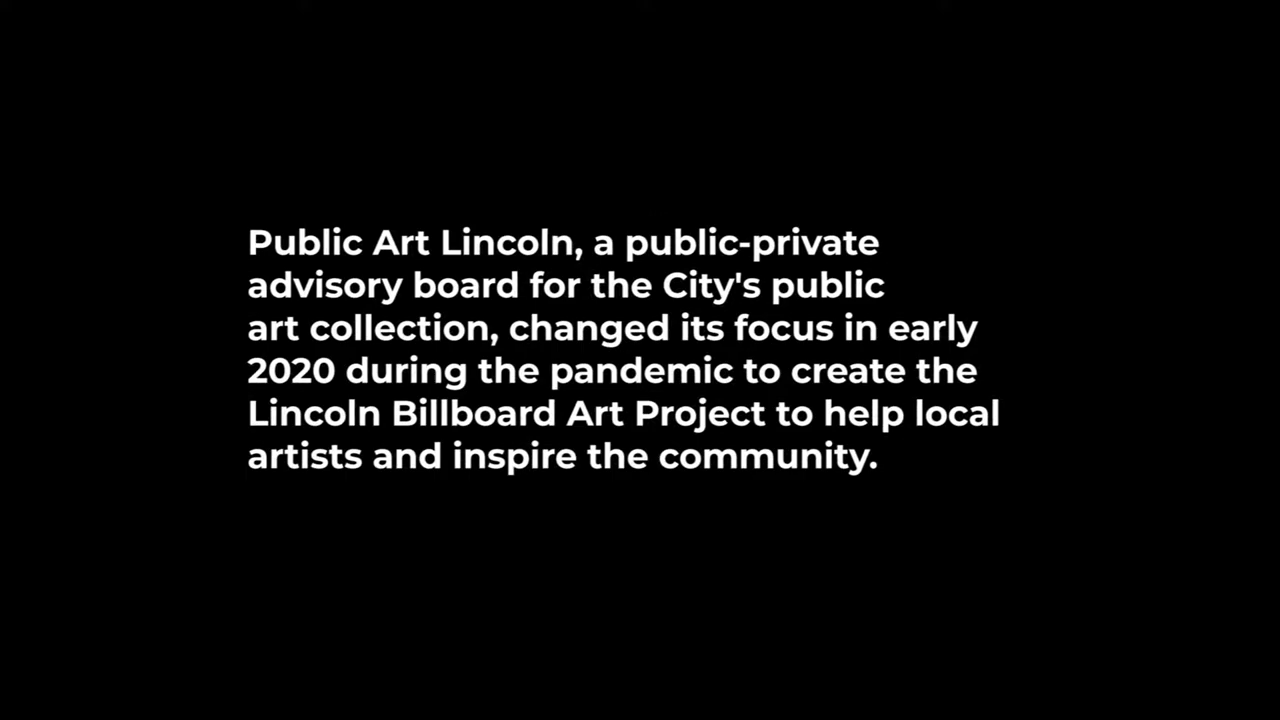 Public Art Lincoln, a public-private
advisory board for the City's public
art collection, changed its focus in early
2020 during the pandemic to create the
Lincoln Billboard Art Project to help local
artists and inspire the community.